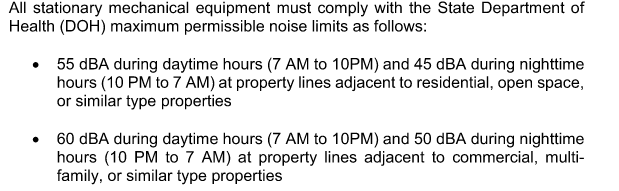 All stationary mechanical equipment must comply with the State Department of
Health (DOH) maximum permissible noise limits as follows:
• 55 dBA during daytime hours (7 AM to 10PM) and 45 dBA during nighttime
hours (10 PM to 7 AM) at property lines adjacent to residential, open space,
or similar type properties
• 60 dBA during daytime hours (7 AM to 10PM) and 50 dBA during nighttime
hours (10 PM to 7 AM) at property lines adjacent to commercial, multi-
family, or similar type properties